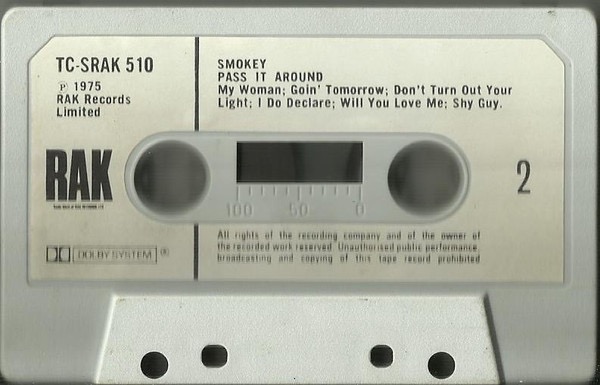 TC-SRAK 510
℗ 1975
RAK Records
Limited
SMOKEY
PASS IT AROUND
My Woman; Goin' Tomorrow; Don't Turn Out Your
Light; I Do Declare; Will You Love Me; Shy Guy.
RAK
2
100 50 0
DOLBY SYSTEM ®
All rights of the recording company and of the owner of
the recorded work reserved. Unauthorised public performance,
broadcasting and copying of this tape record prohibited